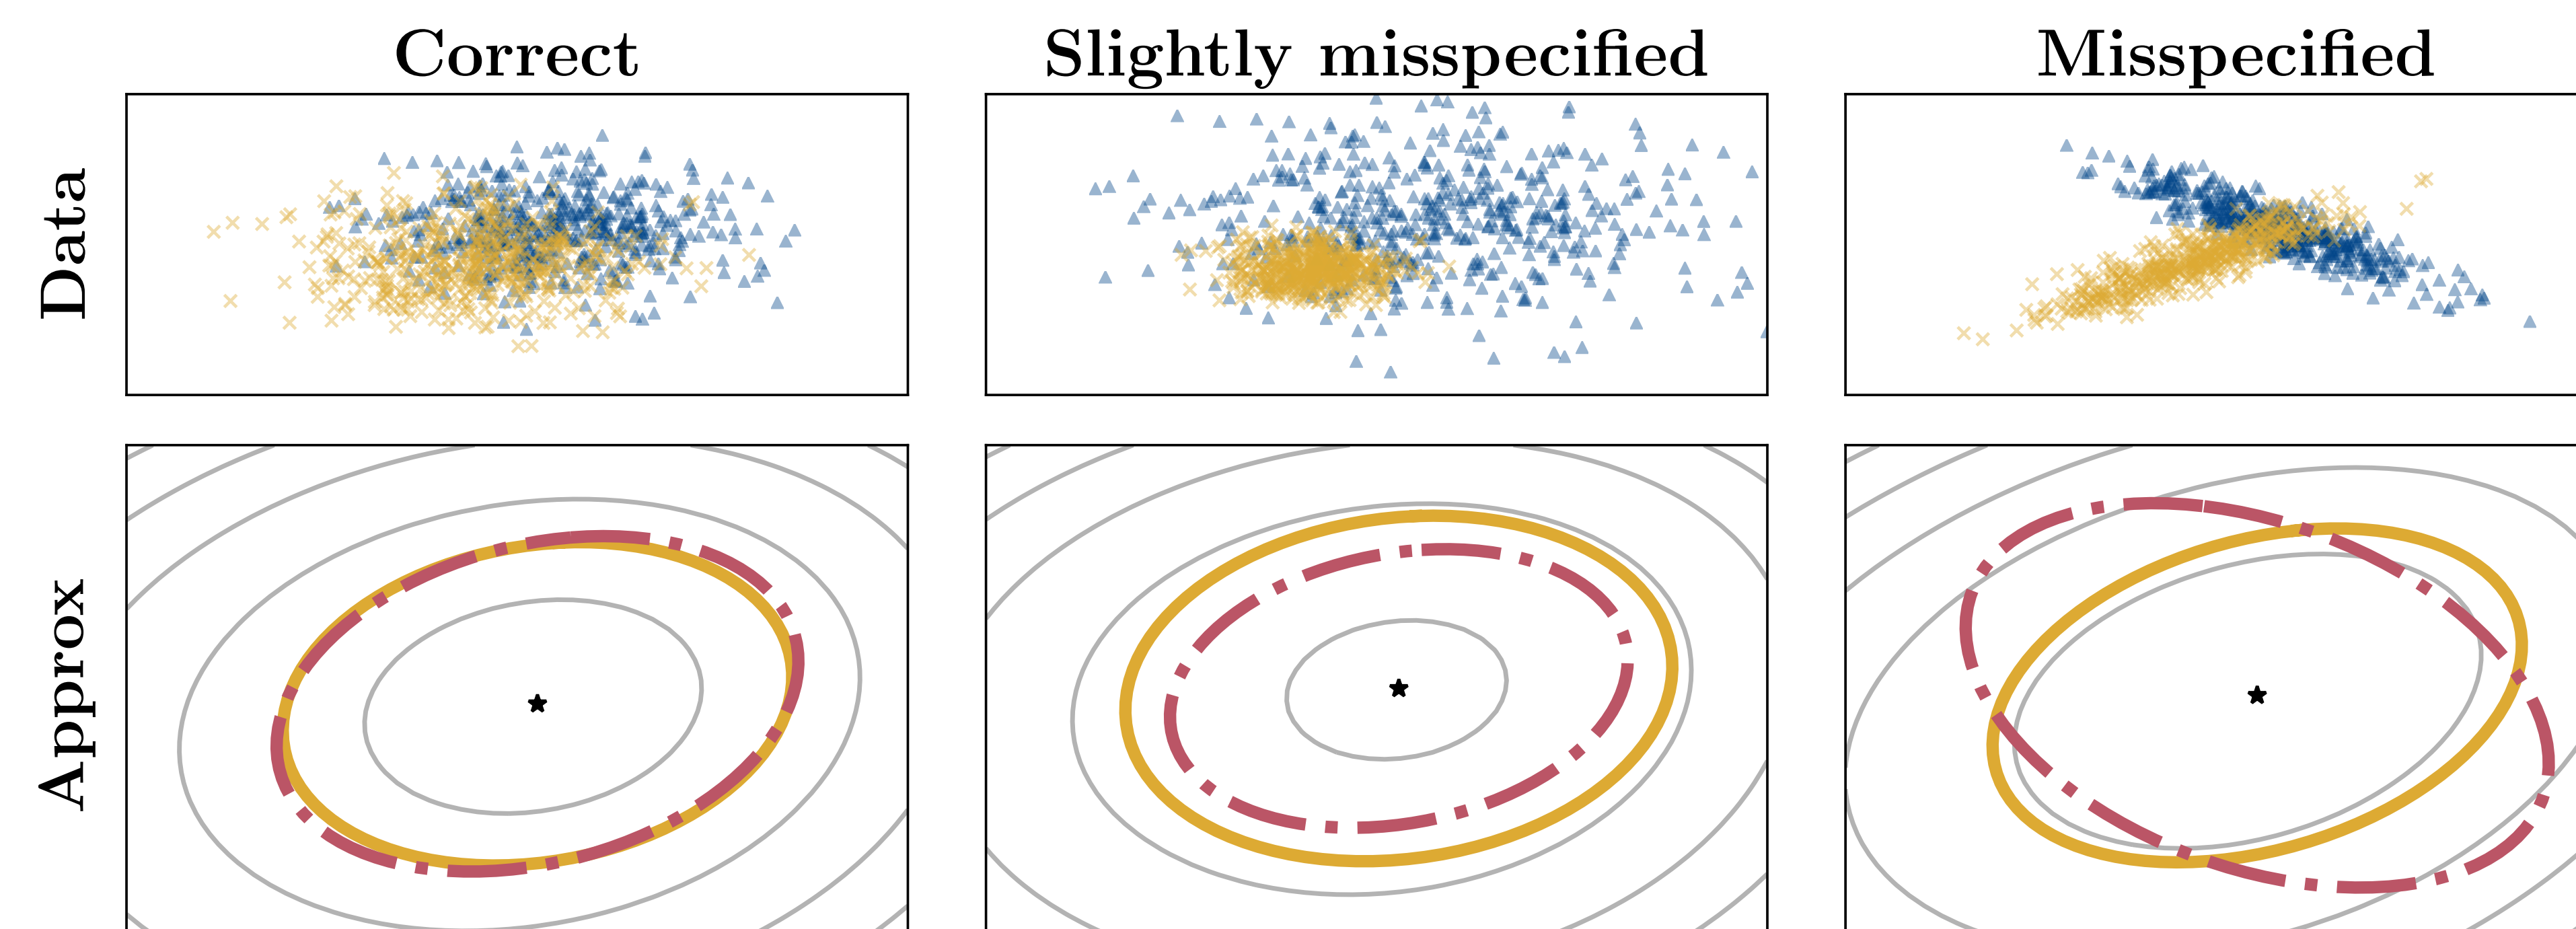 Correct
Slightly misspecified
Misspecified
Data
Approx